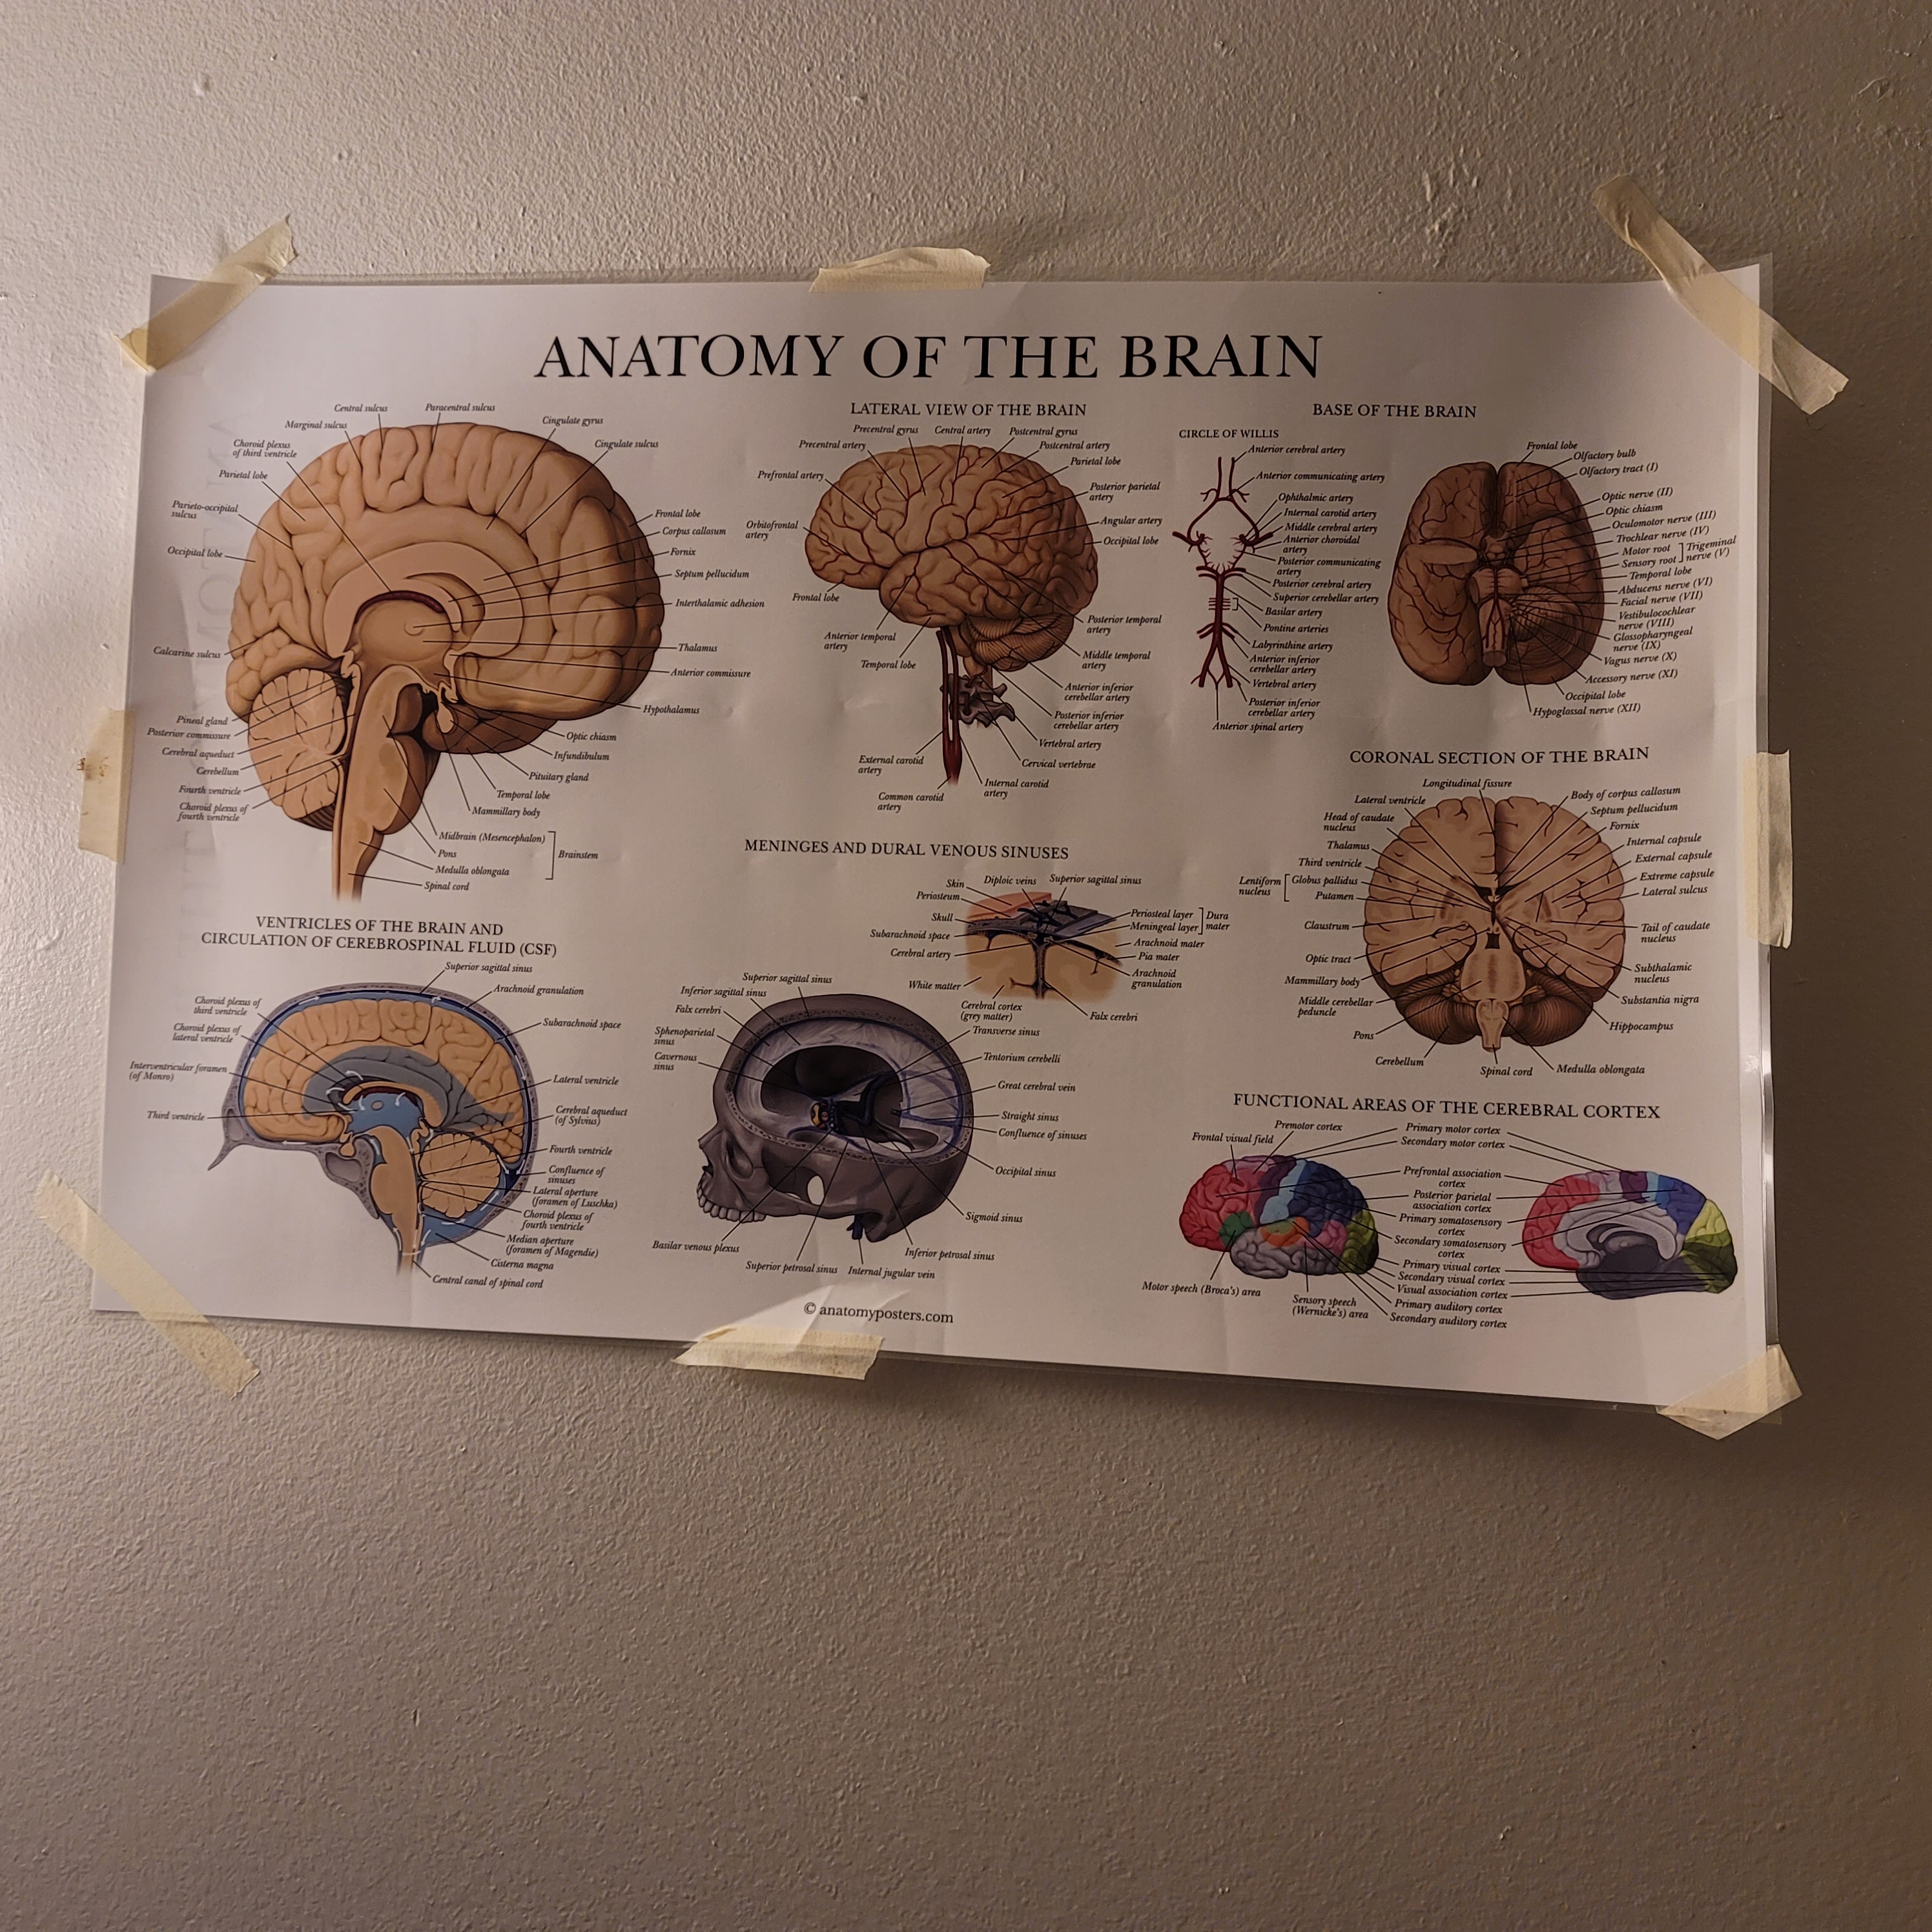 ANATOMY OF THE BRAIN
Central sulcus
Paracentral sulcus
Marginal sulcus
Cingulate gyrus
Choroid plexus
of third ventricle
Cingulate sulcus
Parietal lobe
Parieto-occipital
sulcus
Frontal lobe
Corpus callosum
Occipital lobe
Fornix
Septum pellucidum
Interthalamic adhesion
Calcarine sulcus
Thalamus
Anterior commissure
Hypothalamus
Pineal gland
Posterior commissure
Optic chiasm
Cerebral aqueduct
Infundibulum
Cerebellum
Pituitary gland
Fourth ventricle
Temporal lobe
Choroid plexus of
fourth ventricle
Mammillary body
Midbrain (Mesencephalon)
Pons
Brainstem
Medulla oblongata
Spinal cord
LATERAL VIEW OF THE BRAIN
Precentral gyrus
Central artery
Postcentral gyrus
Precentral artery
Postcentral artery
Parietal lobe
Prefrontal artery
Posterior parietal
artery
Orbitofrontal
artery
Angular artery
Occipital lobe
Frontal lobe
Anterior temporal
artery
Posterior temporal
artery
Temporal lobe
Middle temporal
artery
Anterior inferior
cerebellar artery
Posterior inferior
cerebellar artery
Vertebral artery
External carotid
artery
Cervical vertebrae
Common carotid
artery
Internal carotid
artery
BASE OF THE BRAIN
CIRCLE OF WILLIS
Anterior cerebral artery
Anterior communicating artery
Ophthalmic artery
Internal carotid artery
Middle cerebral artery
Anterior choroidal
artery
Posterior communicating
artery
Posterior cerebral artery
Superior cerebellar artery
Basilar artery
Pontine arteries
Labyrinthine artery
Anterior inferior
cerebellar artery
Vertebral artery
Posterior inferior
cerebellar artery
Anterior spinal artery
Frontal lobe
Olfactory bulb
Olfactory tract (I)
Optic nerve (II)
Optic chiasm
Oculomotor nerve (III)
Trochlear nerve (IV)
Motor root
Sensory root
Trigeminal
nerve (V)
Temporal lobe
Abducens nerve (VI)
Facial nerve (VII)
Vestibulocochlear
nerve (VIII)
Glossopharyngeal
nerve (IX)
Vagus nerve (X)
Accessory nerve (XI)
Occipital lobe
Hypoglossal nerve (XII)
CORONAL SECTION OF THE BRAIN
Longitudinal fissure
Lateral ventricle
Body of corpus callosum
Head of caudate
nucleus
Septum pellucidum
Fornix
Thalamus
Internal capsule
Third ventricle
External capsule
Lentiform
nucleus
Globus pallidus
Putamen
Extreme capsule
Lateral sulcus
Claustrum
Tail of caudate
nucleus
Optic tract
Subthalamic
nucleus
Mammillary body
Middle cerebellar
peduncle
Substantia nigra
Pons
Hippocampus
Cerebellum
Spinal cord
Medulla oblongata
VENTRICLES OF THE BRAIN AND
CIRCULATION OF CEREBROSPINAL FLUID (CSF)
Superior sagittal sinus
Arachnoid granulation
Choroid plexus of
third ventricle
Choroid plexus of
lateral ventricle
Subarachnoid space
Interventricular foramen
(of Monro)
Lateral ventricle
Third ventricle
Cerebral aqueduct
(of Sylvius)
Fourth ventricle
Confluence of
sinuses
Lateral aperture
(foramen of Luschka)
Choroid plexus of
fourth ventricle
Median aperture
(foramen of Magendie)
Cisterna magna
Central canal of spinal cord
MENINGES AND DURAL VENOUS SINUSES
Skin
Diploic veins
Superior sagittal sinus
Periosteum
Skull
Periosteal layer
Meningeal layer
Dura
mater
Subarachnoid space
Arachnoid mater
Cerebral artery
Pia mater
Arachnoid
granulation
White matter
Cerebral cortex
(grey matter)
Falx cerebri
Superior sagittal sinus
Inferior sagittal sinus
Falx cerebri
Sphenoparietal
sinus
Cavernous
sinus
Transverse sinus
Tentorium cerebelli
Great cerebral vein
Straight sinus
Confluence of sinuses
Occipital sinus
Sigmoid sinus
Basilar venous plexus
Inferior petrosal sinus
Superior petrosal sinus
Internal jugular vein
FUNCTIONAL AREAS OF THE CEREBRAL CORTEX
Frontal visual field
Premotor cortex
Primary motor cortex
Secondary motor cortex
Prefrontal association
cortex
Posterior parietal
association cortex
Primary somatosensory
cortex
Secondary somatosensory
cortex
Primary visual cortex
Secondary visual cortex
Visual association cortex
Primary auditory cortex
Secondary auditory cortex
Motor speech (Broca's) area
Sensory speech
(Wernicke's) area
© anatomyposters.com